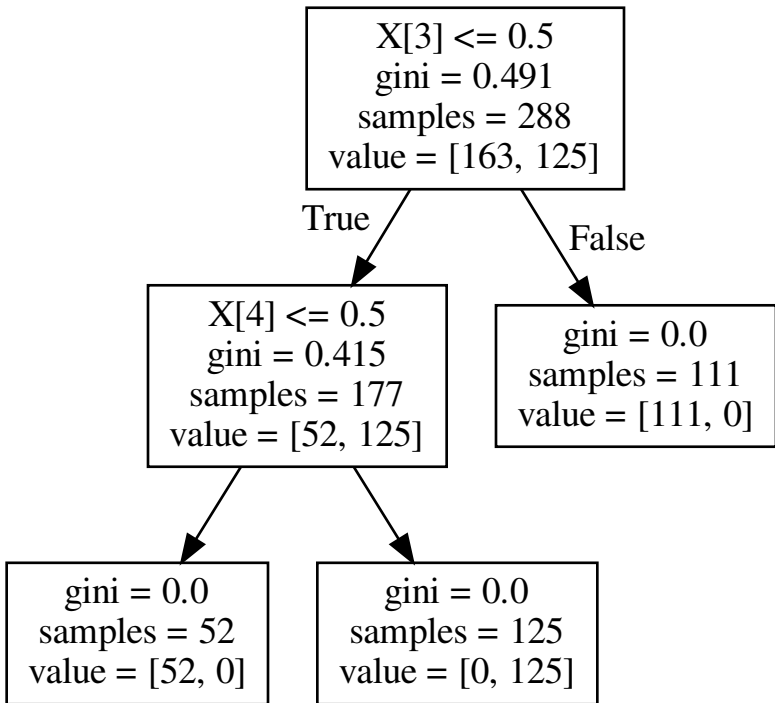 X[3] <= 0.5
gini = 0.491
samples = 288
value = [163, 125]
True
False
X[4] <= 0.5
gini = 0.415
samples = 177
value = [52, 125]
gini = 0.0
samples = 111
value = [111, 0]
gini = 0.0
samples = 52
value = [52, 0]
gini = 0.0
samples = 125
value = [0, 125]